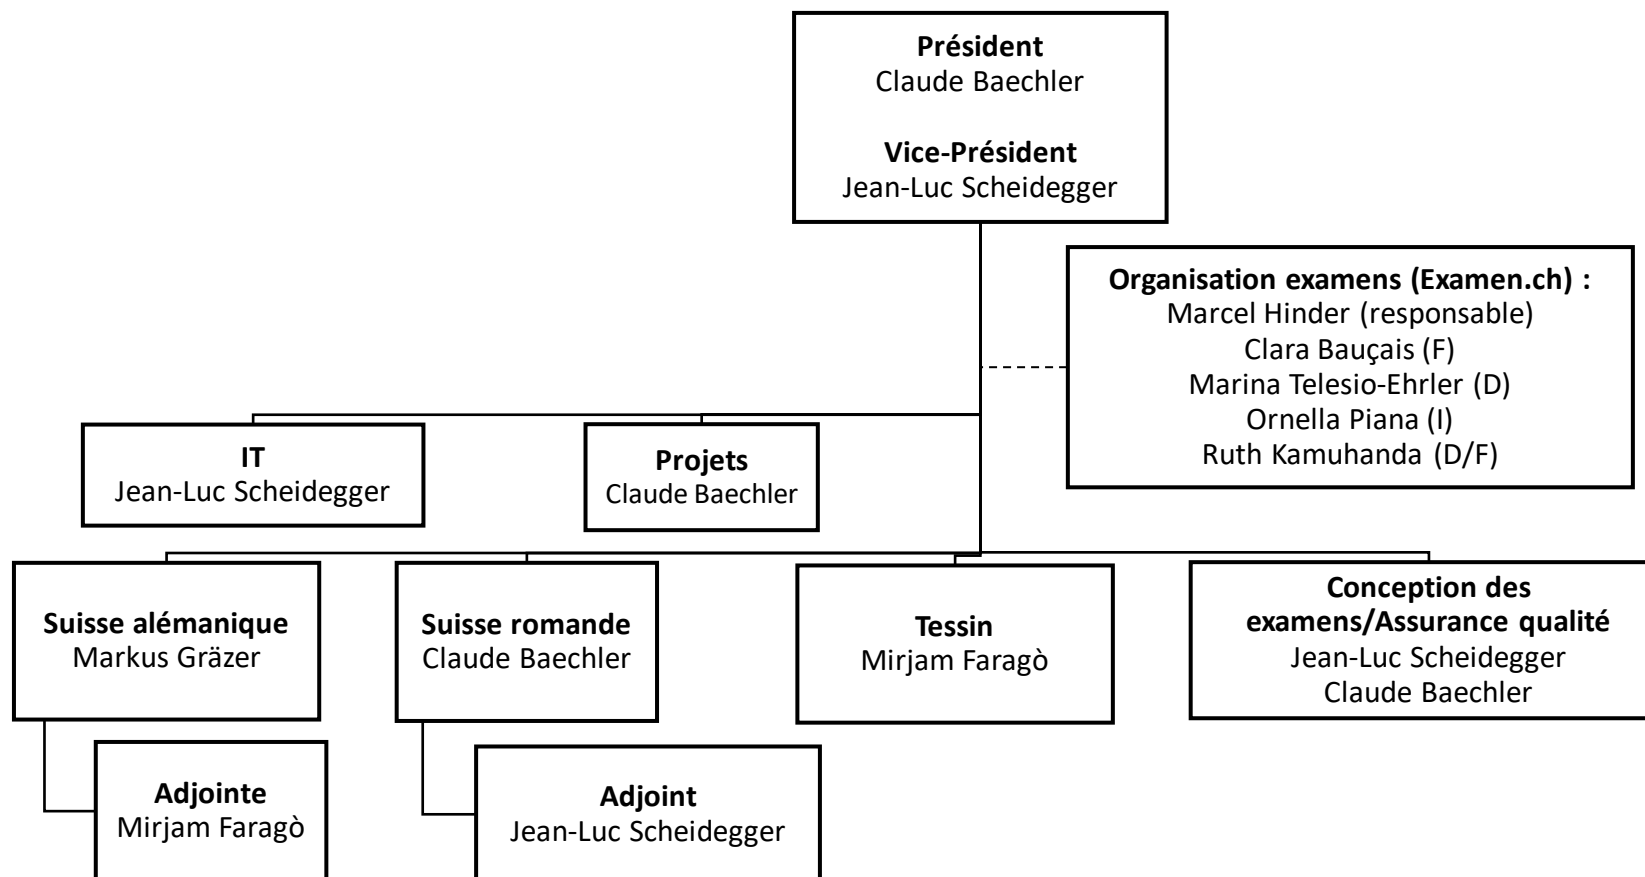 Président
Claude Baechler
Vice-Président
Jean-Luc Scheidegger
Organisation examens (Examen.ch) :
Marcel Hinder (responsable)
Clara Bauçais (F)
Marina Telesio-Ehrler (D)
Ornella Piana (I)
Ruth Kamuhanda (D/F)
IT
Jean-Luc Scheidegger
Projets
Claude Baechler
Suisse alémanique
Markus Gräzer
Suisse romande
Claude Baechler
Tessin
Mirjam Faragò
Conception des
examens/Assurance qualité
Jean-Luc Scheidegger
Claude Baechler
Adjointe
Mirjam Faragò
Adjoint
Jean-Luc Scheidegger